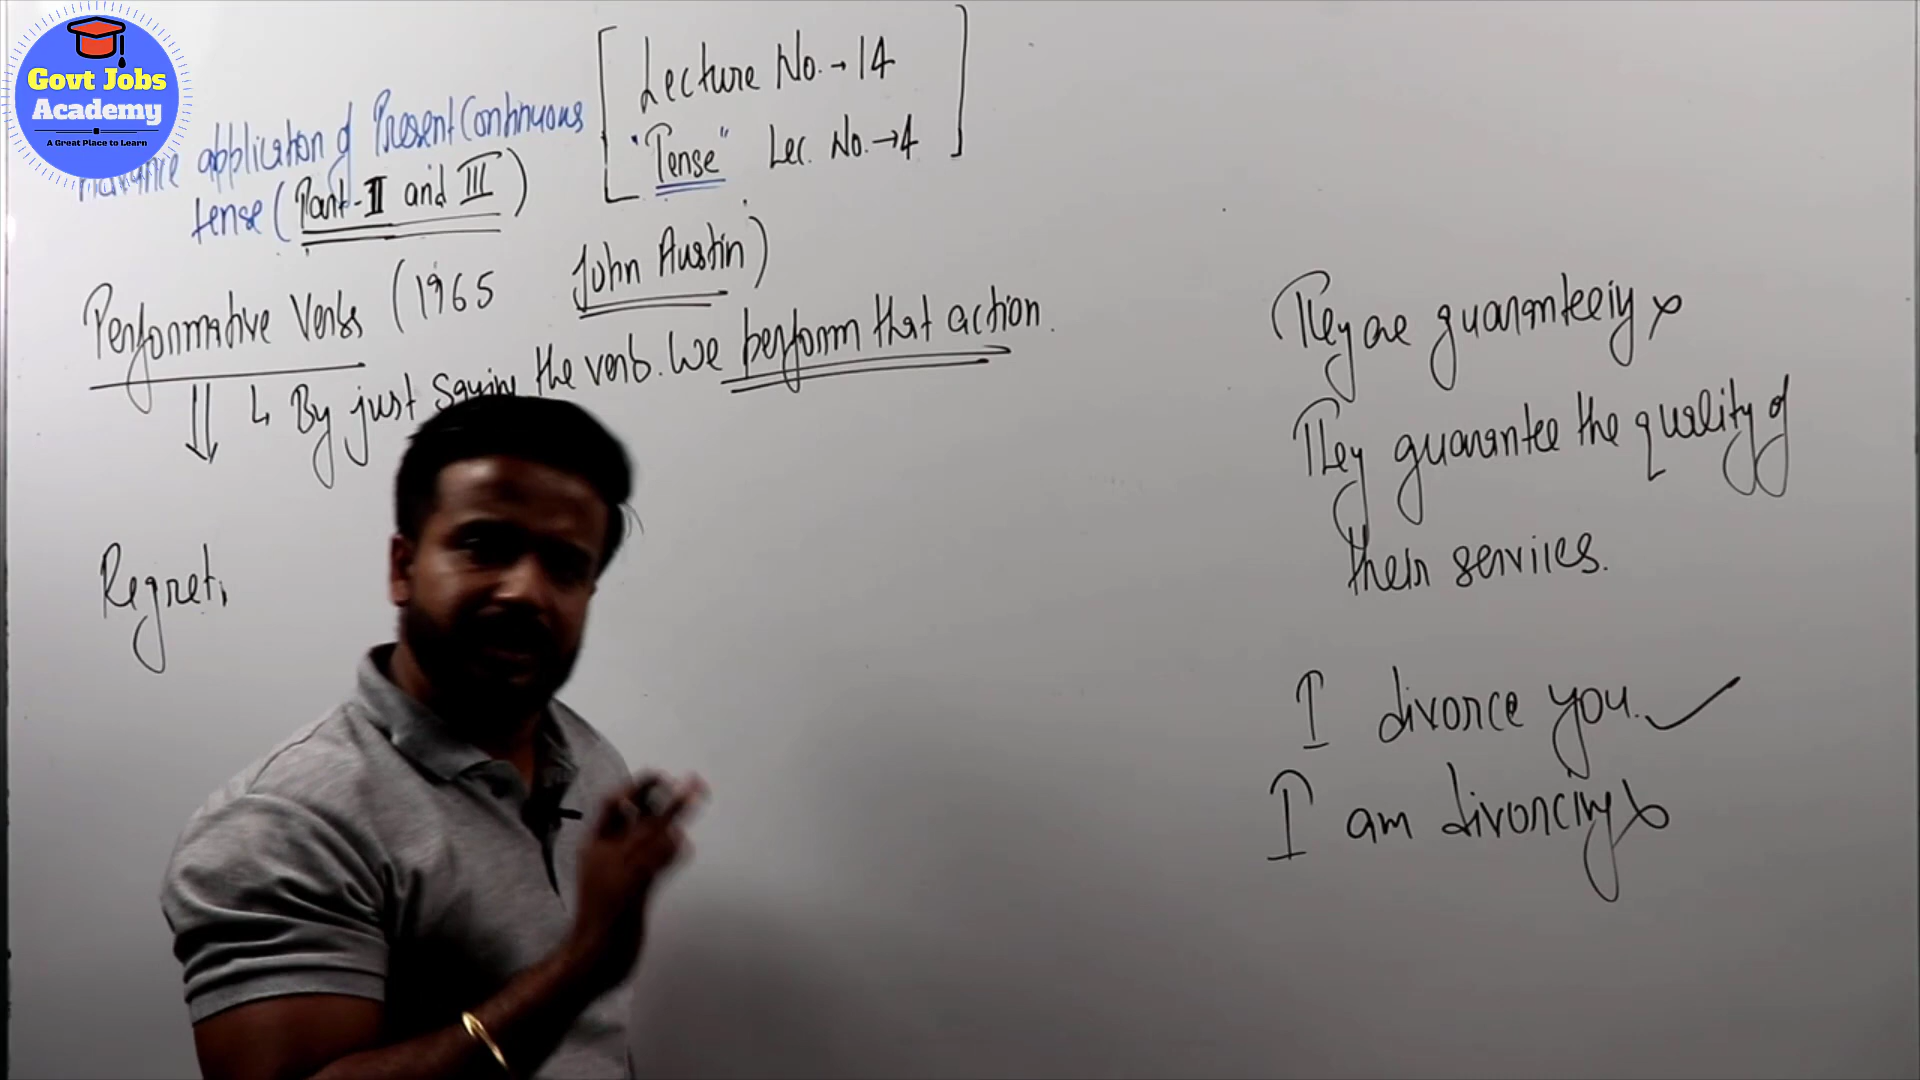 Govt Jobs
Academy
A Great Place to Learn
Lecture No. → 14
"Tense" Lec. No. → 4
application of Present Continuous
tense (Part-II and III)
Performative Verbs (1965 John Austin)
↳ By just saying the verb. We perform that action.
Regret,
They are guaranteeing ×
They guarantee the quality of
their services.
I divorce you. ✓
I am divorcing ×